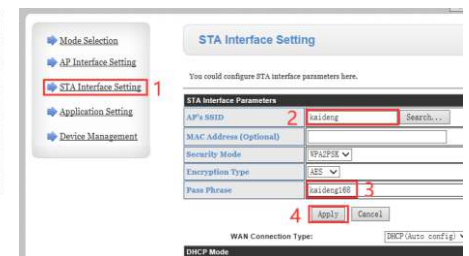 Mode Selection
STA Interface Setting
AP Interface Setting
You could configure STA interface parameters here.
STA Interface Setting 1
STA Interface Parameters
AP's SSID 2 kaideng Search...
Application Setting
MAC Address (Optional)
Device Management
Security Mode WPA2PSK
Encryption Type AES
Pass Phrase kaideng168 3
4 Apply Cancel
WAN Connection Type: DHCP(Auto config)
DHCP Mode